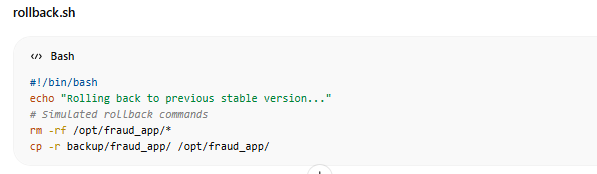 rollback.sh
Bash
#!/bin/bash
echo "Rolling back to previous stable version..."
# Simulated rollback commands
rm -rf /opt/fraud_app/*
cp -r backup/fraud_app/ /opt/fraud_app/